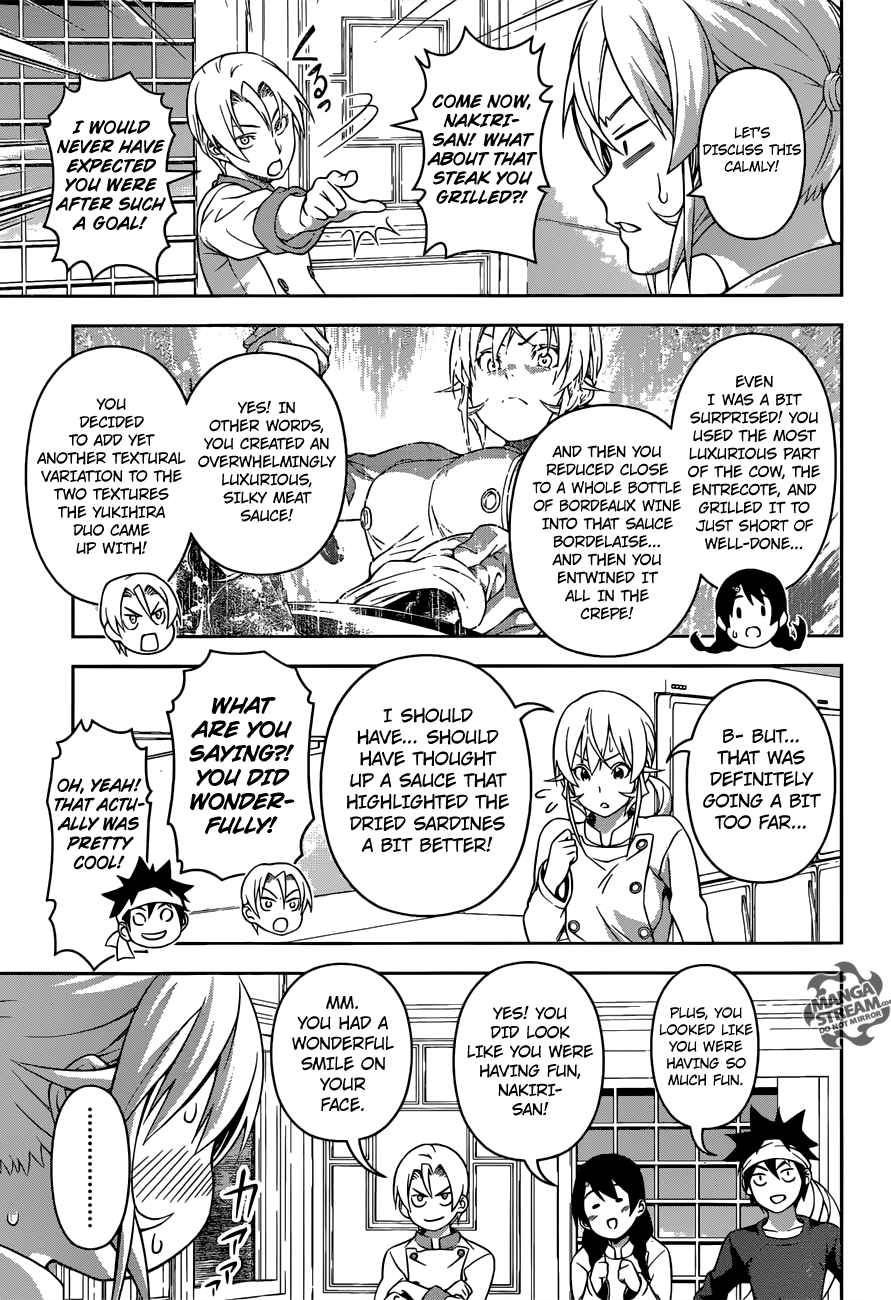 LET'S
DISCUSS THIS
CALMLY!
COME NOW,
NAKIRI-
SAN! WHAT
ABOUT THAT
STEAK YOU
GRILLED?!
くるっ
I WOULD
NEVER HAVE
EXPECTED
YOU WERE
AFTER SUCH
A GOAL!
EVEN
I WAS A BIT
SURPRISED! YOU
USED THE MOST
LUXURIOUS PART
OF THE COW, THE
ENTRECOTE, AND
GRILLED IT TO
JUST SHORT OF
WELL-DONE...
AND THEN YOU
REDUCED CLOSE
TO A WHOLE BOTTLE
OF BORDEAUX WINE
INTO THAT SAUCE
BORDELAISE...
AND THEN YOU
ENTWINED IT
ALL IN THE
CREPE!
YES! IN
OTHER WORDS,
YOU CREATED AN
OVERWHELMINGLY
LUXURIOUS,
SILKY MEAT
SAUCE!
YOU
DECIDED
TO ADD YET
ANOTHER TEXTURAL
VARIATION TO THE
TWO TEXTURES
THE YUKIHIRA
DUO CAME
UP WITH!
B- BUT...
THAT WAS
DEFINITELY
GOING A BIT
TOO FAR...
I SHOULD
HAVE... SHOULD
HAVE THOUGHT
UP A SAUCE THAT
HIGHLIGHTED THE
DRIED SARDINES
A BIT BETTER!
WHAT
ARE YOU
SAYING?!
YOU DID
WONDER-
FULLY!
OH, YEAH!
THAT ACTU-
ALLY WAS
PRETTY
COOL!
PLUS, YOU
LOOKED LIKE
YOU WERE
HAVING SO
MUCH FUN.
YES! YOU
DID LOOK
LIKE YOU WERE
HAVING FUN,
NAKIRI-
SAN!
MM.
YOU HAD A
WONDERFUL
SMILE ON
YOUR
FACE.
.........
カアァァ
MANGA
STREAM.com
DO NOT MIRROR